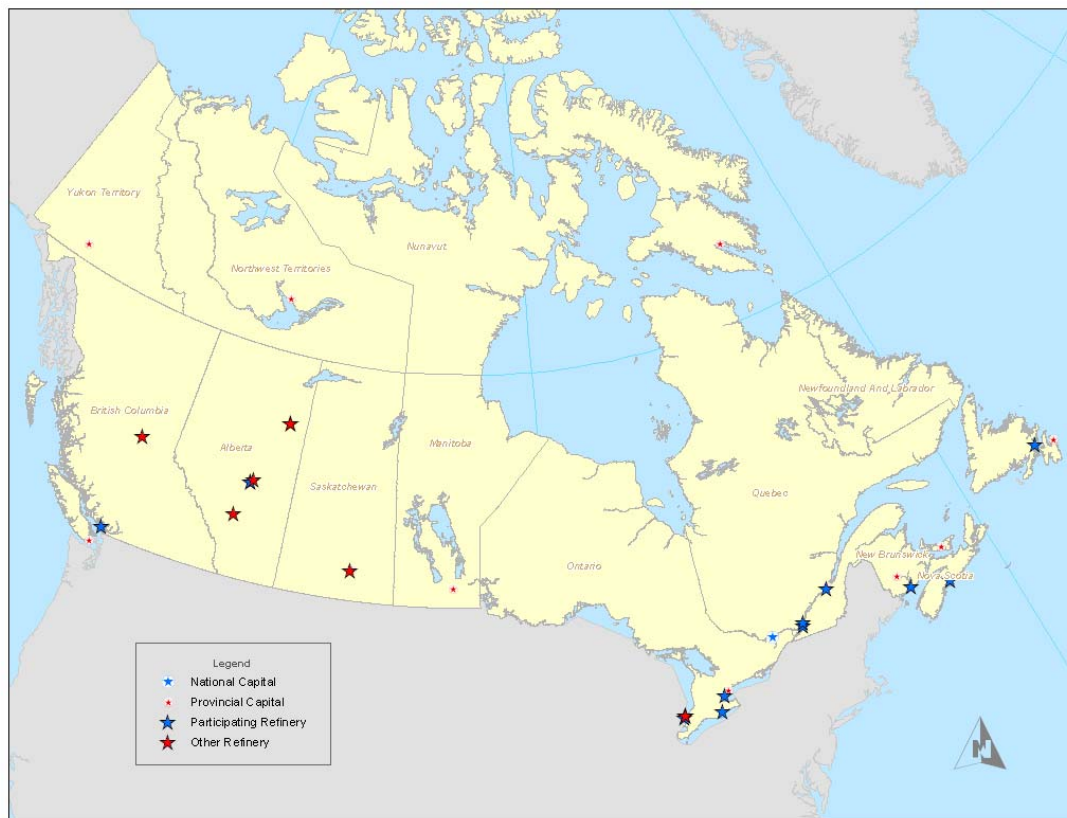 Yukon Territory
Nunavut
Northwest Territories
Newfoundland And Labrador
British Columbia
Manitoba
Alberta
Saskatchewan
Quebec
New Brunswick
Ontario
Nova Scotia
Legend
National Capital
Provincial Capital
Participating Refinery
Other Refinery
N